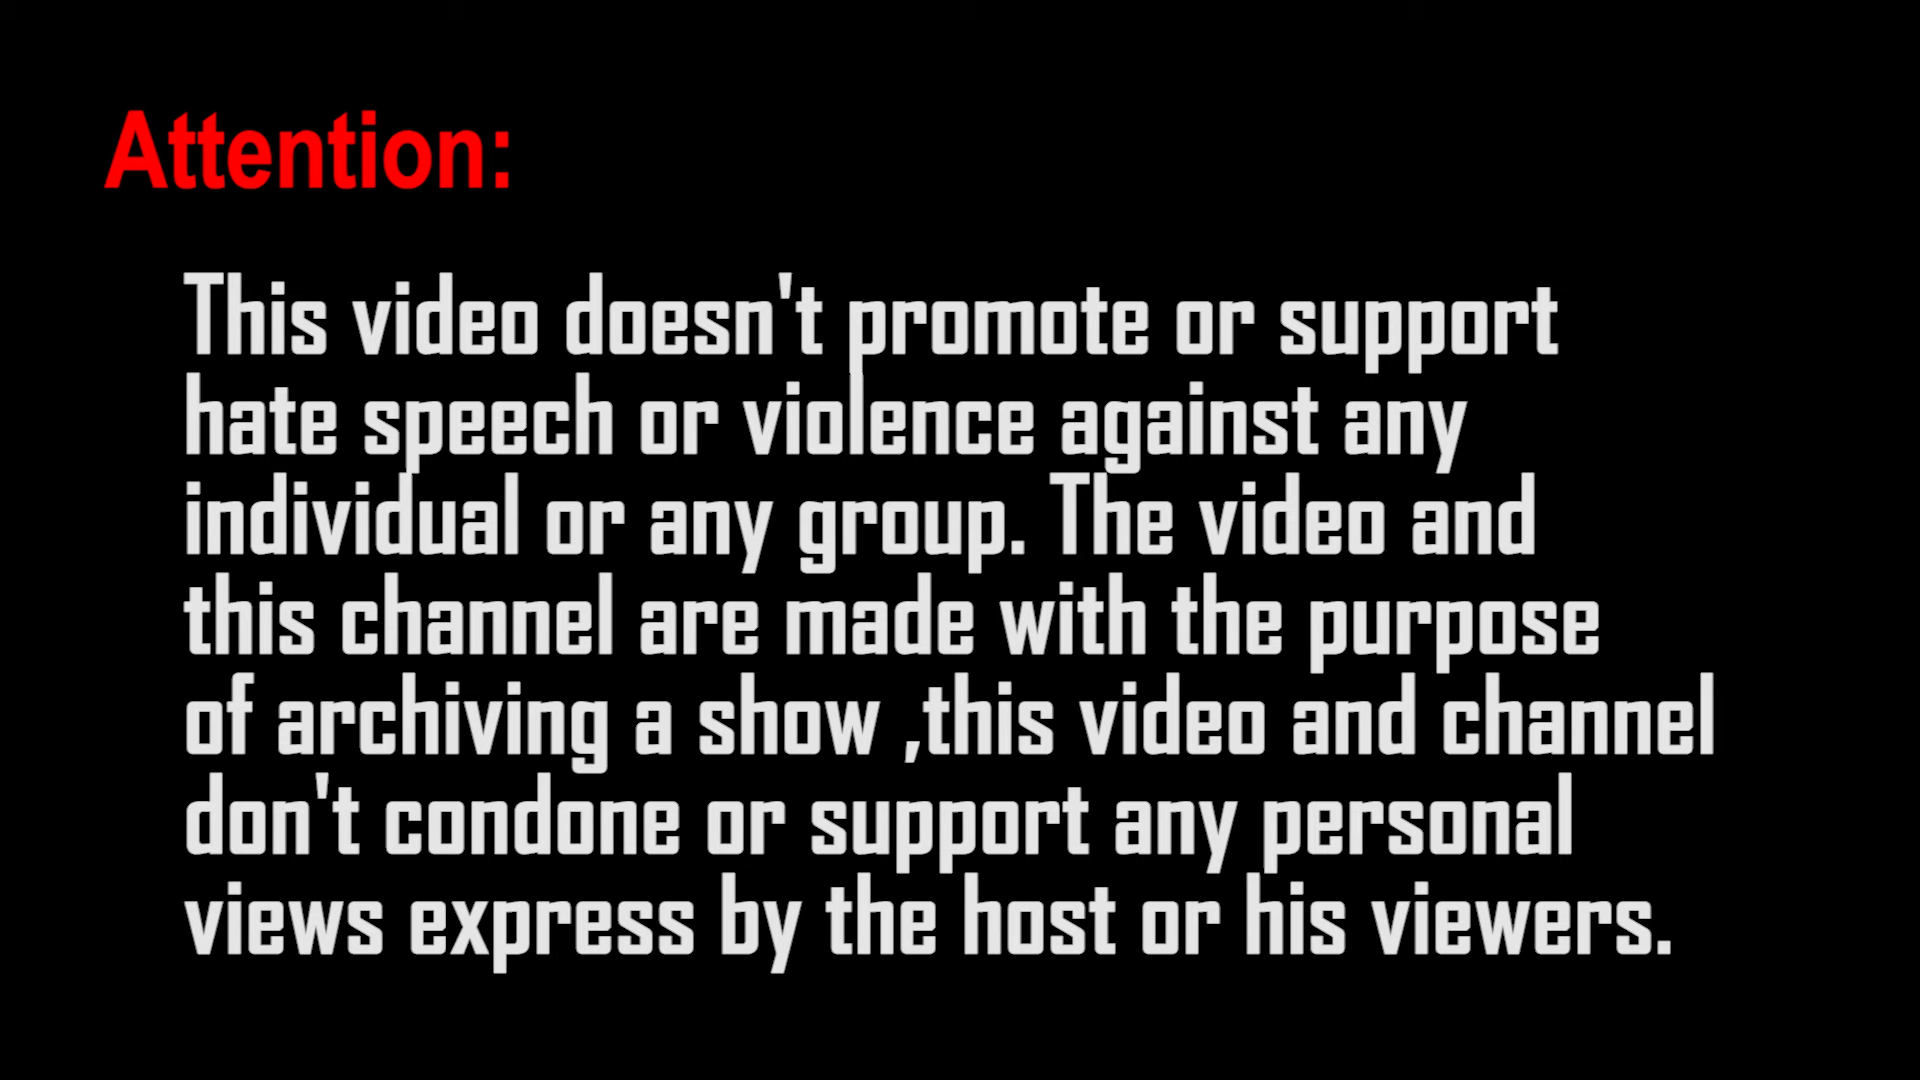 Attention:
This video doesn't promote or support
hate speech or violence against any
individual or any group. The video and
this channel are made with the purpose
of archiving a show ,this video and channel
don't condone or support any personal
views express by the host or his viewers.